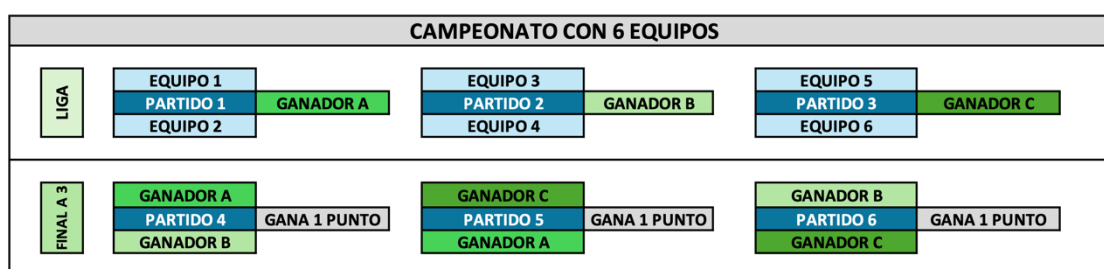 CAMPEONATO CON 6 EQUIPOS
LIGA
EQUIPO 1
PARTIDO 1 GANADOR A
EQUIPO 2
EQUIPO 3
PARTIDO 2 GANADOR B
EQUIPO 4
EQUIPO 5
PARTIDO 3 GANADOR C
EQUIPO 6
FINAL A 3
GANADOR A
PARTIDO 4 GANA 1 PUNTO
GANADOR B
GANADOR C
PARTIDO 5 GANA 1 PUNTO
GANADOR A
GANADOR B
PARTIDO 6 GANA 1 PUNTO
GANADOR C